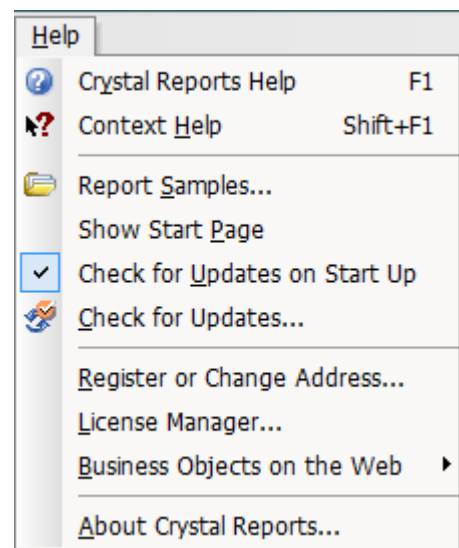 Help
Crystal Reports Help F1
Context Help Shift+F1
Report Samples...
Show Start Page
Check for Updates on Start Up
Check for Updates...
Register or Change Address...
License Manager...
Business Objects on the Web
About Crystal Reports...